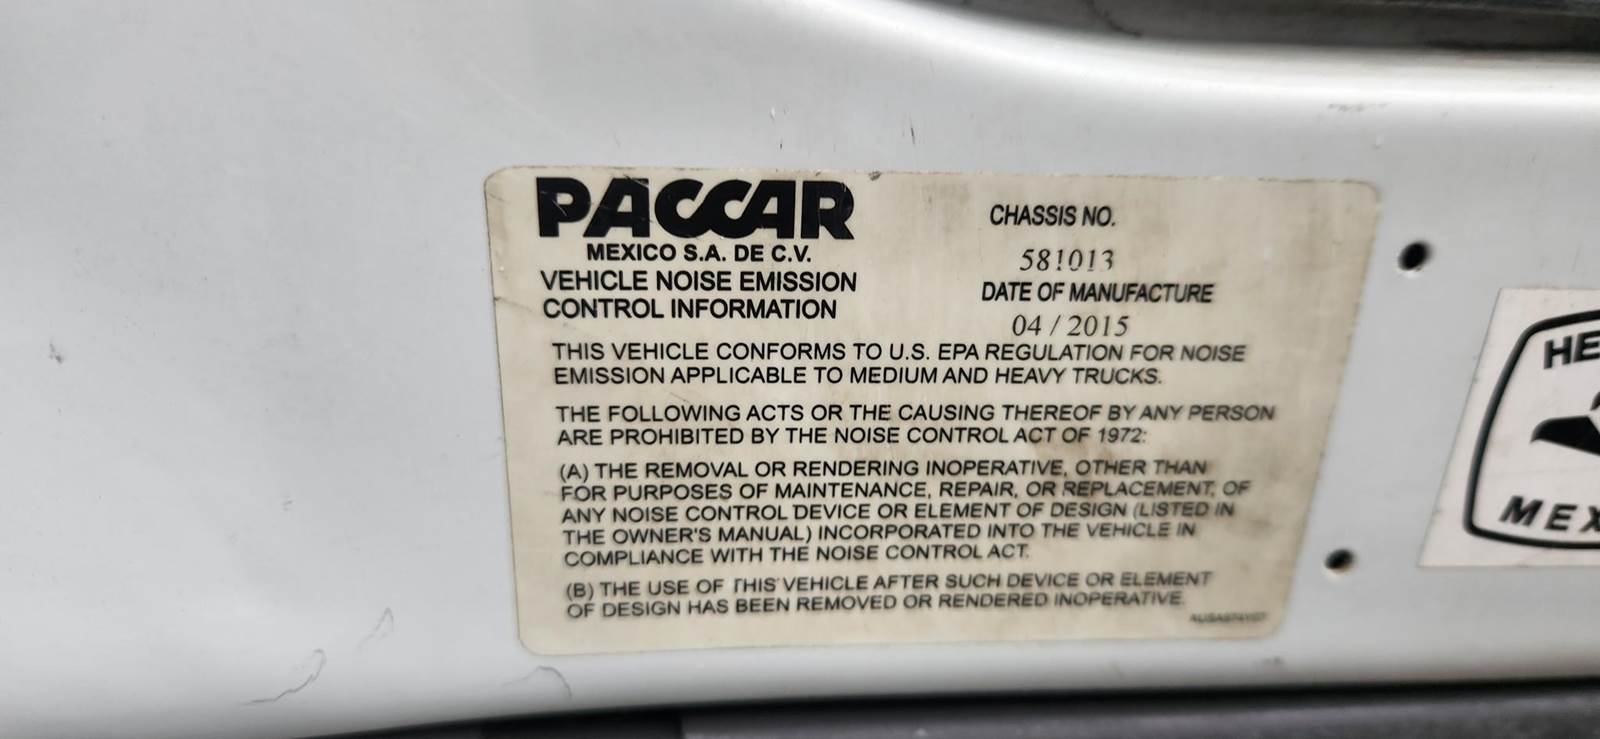 PACCAR
MEXICO S.A. DE C.V.
VEHICLE NOISE EMISSION
CONTROL INFORMATION
CHASSIS NO.
581013
DATE OF MANUFACTURE
04 / 2015
THIS VEHICLE CONFORMS TO U.S. EPA REGULATION FOR NOISE
EMISSION APPLICABLE TO MEDIUM AND HEAVY TRUCKS.
THE FOLLOWING ACTS OR THE CAUSING THEREOF BY ANY PERSON
ARE PROHIBITED BY THE NOISE CONTROL ACT OF 1972:
(A) THE REMOVAL OR RENDERING INOPERATIVE, OTHER THAN
FOR PURPOSES OF MAINTENANCE, REPAIR, OR REPLACEMENT, OF
ANY NOISE CONTROL DEVICE OR ELEMENT OF DESIGN (LISTED IN
THE OWNER'S MANUAL) INCORPORATED INTO THE VEHICLE IN
COMPLIANCE WITH THE NOISE CONTROL ACT.
(B) THE USE OF THIS VEHICLE AFTER SUCH DEVICE OR ELEMENT
OF DESIGN HAS BEEN REMOVED OR RENDERED INOPERATIVE.
HE
MEX